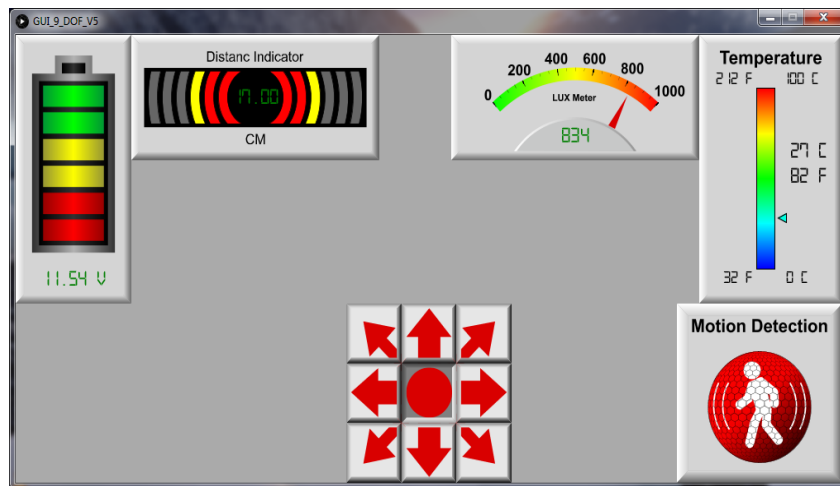 GUI_9_DOF_V5
11.54 V
Distanc Indicator
17.00
CM
0 200 400 600 800 1000
LUX Meter
834
Temperature
212 F 100 C
27 C
82 F
32 F 0 C
Motion Detection